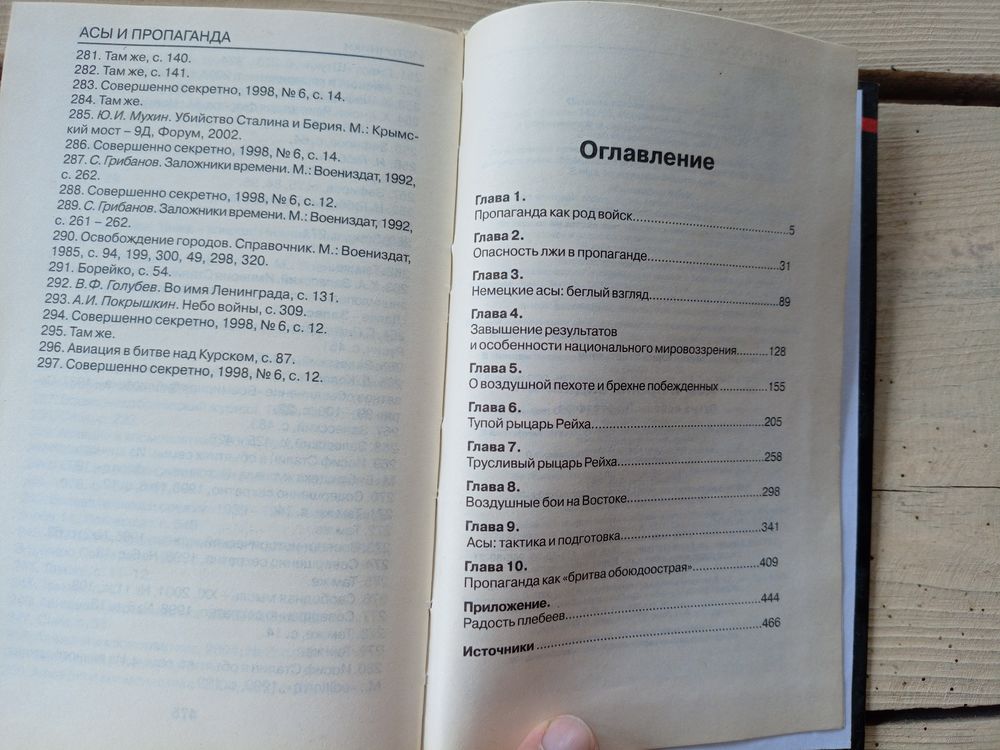 АСЫ И ПРОПАГАНДА
281. Там же, с. 140.
282. Там же, с. 141.
283. Совершенно секретно, 1998, № 6, с. 14.
284. Там же.
285. Ю.И. Мухин. Убийство Сталина и Берия. М.: Крымс-
кий мост – 9Д, Форум, 2002.
286. Совершенно секретно, 1998, № 6, с. 14.
287. С. Грибанов. Заложники времени. М.: Воениздат, 1992,
с. 262.
288. Совершенно секретно, 1998, № 6, с. 12.
289. С. Грибанов. Заложники времени. М.: Воениздат, 1992,
с. 261 – 262.
290. Освобождение городов. Справочник. М.: Воениздат,
1985, с. 94, 199, 300, 49, 298, 320.
291. Борейко, с. 54.
292. В.Ф. Голубев. Во имя Ленинграда, с. 131.
293. А.И. Покрышкин. Небо войны, с. 309.
294. Совершенно секретно, 1998, № 6, с. 12.
295. Там же.
296. Авиация в битве над Курском, с. 87.
297. Совершенно секретно, 1998, № 6, с. 12.
Оглавление
Глава 1.
Пропаганда как род войск.....5
Глава 2.
Опасность лжи в пропаганде.....31
Глава 3.
Немецкие асы: беглый взгляд.....89
Глава 4.
Завышение результатов
и особенности национального мировоззрения.....128
Глава 5.
О воздушной пехоте и брехне побежденных.....155
Глава 6.
Тупой рыцарь Рейха.....205
Глава 7.
Трусливый рыцарь Рейха.....258
Глава 8.
Воздушные бои на Востоке.....298
Глава 9.
Асы: тактика и подготовка.....341
Глава 10.
Пропаганда как «бритва обоюдоострая».....409
Приложение.
Радость плебеев.....444
Источники.....466